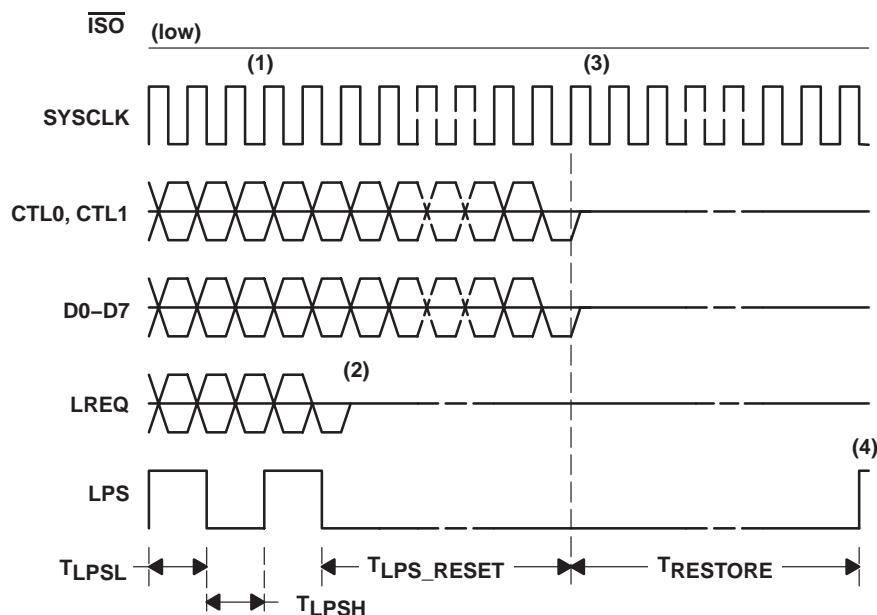 ISO
(low)
(1)
(3)
SYSCLK
CTL0, CTL1
D0–D7
LREQ
(2)
LPS
(4)
TLPSL
TLPS_RESET
TRESTORE
TLPSH